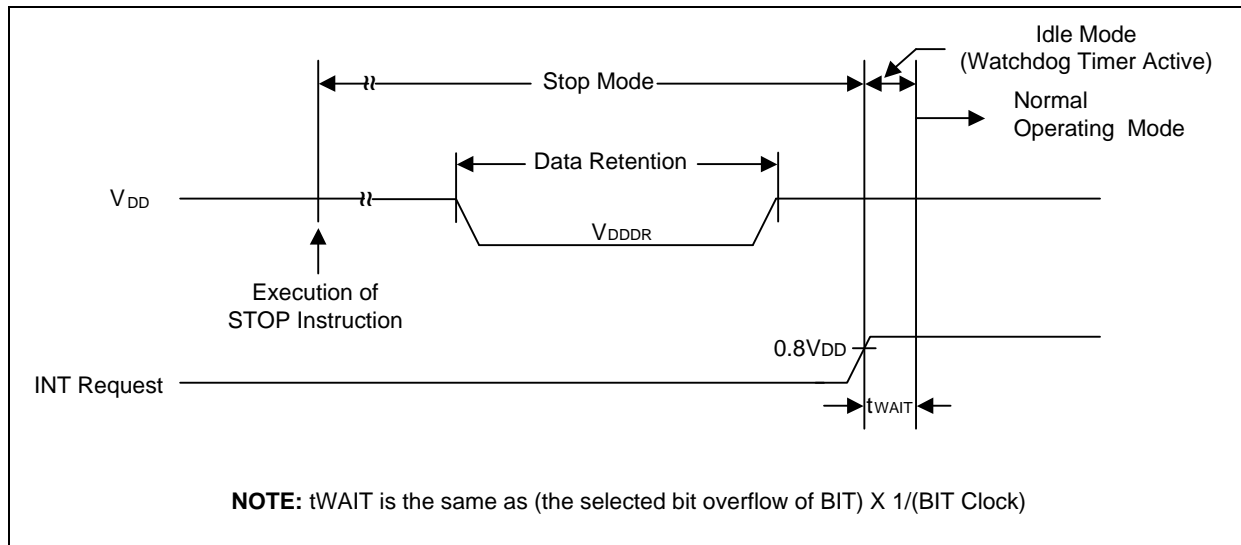 Idle Mode
(Watchdog Timer Active)
Stop Mode
Normal
Operating Mode
Data Retention
VDD
VDDDR
Execution of
STOP Instruction
0.8VDD
INT Request
tWAIT
NOTE: tWAIT is the same as (the selected bit overflow of BIT) X 1/(BIT Clock)